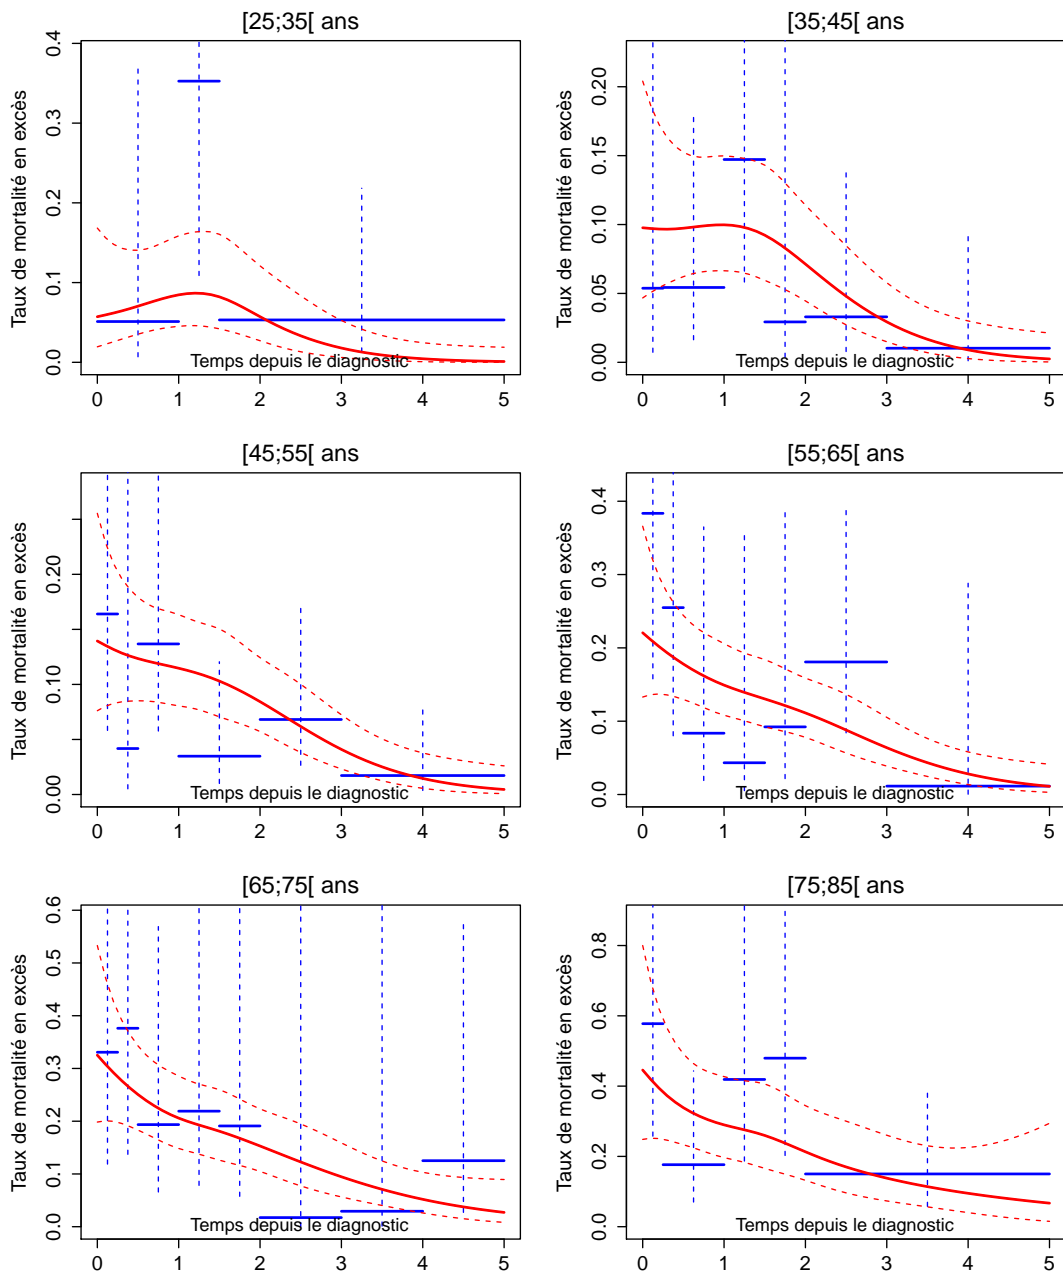 [25;35[ ans
Taux de mortalité en excès
0.0 0.1 0.2 0.3 0.4
Temps depuis le diagnostic
0 1 2 3 4 5
[35;45[ ans
Taux de mortalité en excès
0.00 0.05 0.10 0.15 0.20
Temps depuis le diagnostic
0 1 2 3 4 5
[45;55[ ans
Taux de mortalité en excès
0.00 0.10 0.20
Temps depuis le diagnostic
0 1 2 3 4 5
[55;65[ ans
Taux de mortalité en excès
0.0 0.1 0.2 0.3 0.4
Temps depuis le diagnostic
0 1 2 3 4 5
[65;75[ ans
Taux de mortalité en excès
0.0 0.1 0.2 0.3 0.4 0.5 0.6
Temps depuis le diagnostic
0 1 2 3 4 5
[75;85[ ans
Taux de mortalité en excès
0.0 0.2 0.4 0.6 0.8
Temps depuis le diagnostic
0 1 2 3 4 5